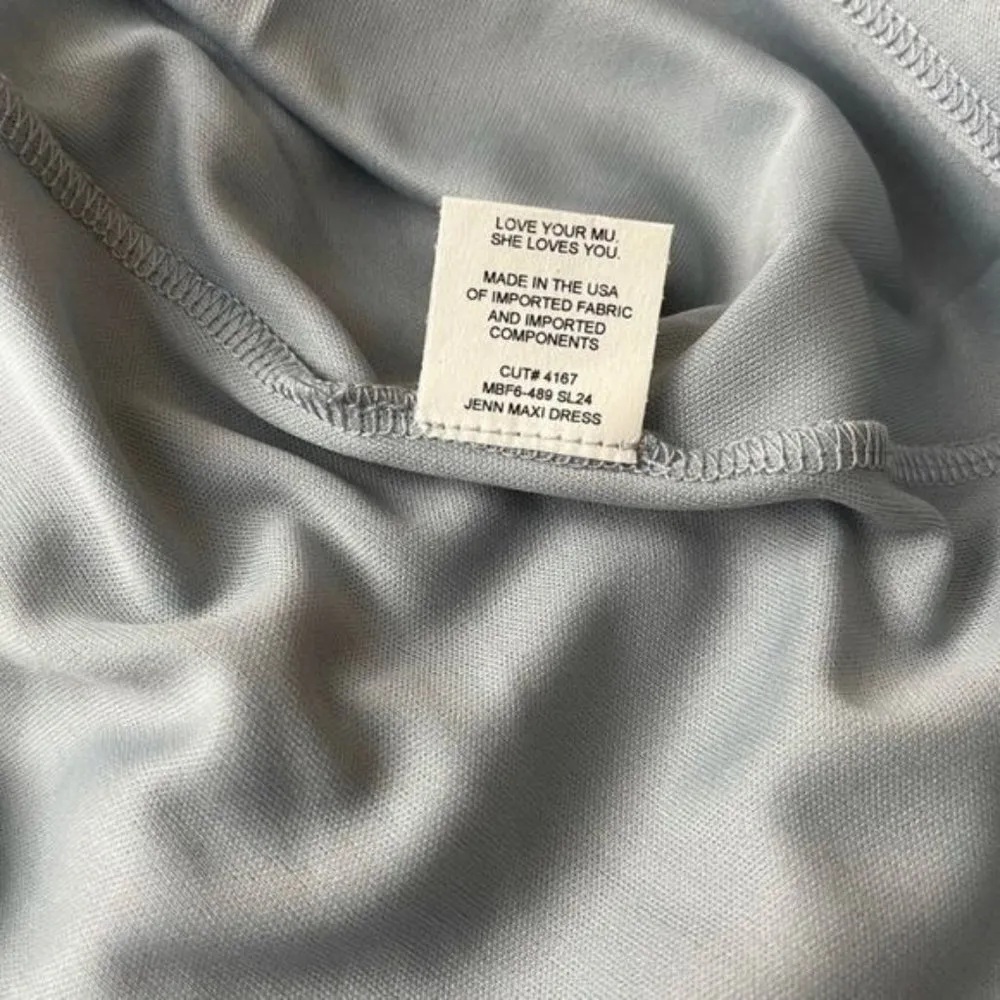 LOVE YOUR MU.
SHE LOVES YOU.
MADE IN THE USA
OF IMPORTED FABRIC
AND IMPORTED
COMPONENTS
CUT# 4167
MBF6-489 SL24
JENN MAXI DRESS